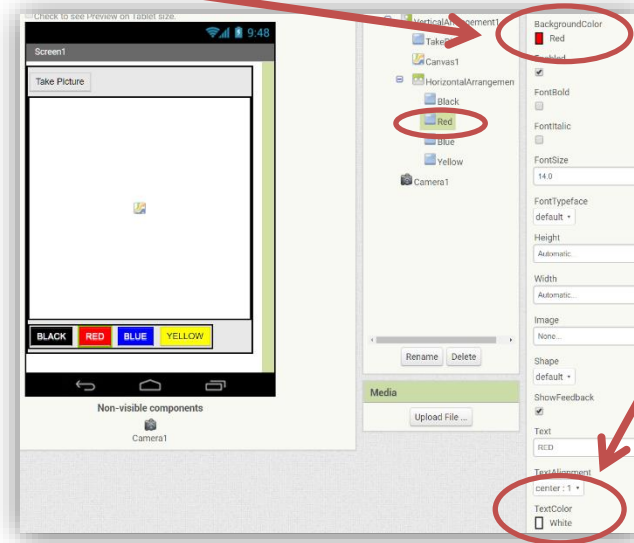 Check to see Preview on Tablet size.
9:48
Screen1
Take Picture
BLACK
RED
BLUE
YELLOW
Non-visible components
Camera1
VerticalArrangement1
Canvas1
HorizontalArrangemen
Black
Red
Blue
Yellow
Camera1
Rename
Delete
Media
Upload File ...
BackgroundColor
Red
Enabled
FontBold
FontItalic
FontSize
14.0
FontTypeface
default
Height
Automatic...
Width
Automatic...
Image
None...
Shape
default
ShowFeedback
Text
RED
TextAlignment
center : 1
TextColor
White